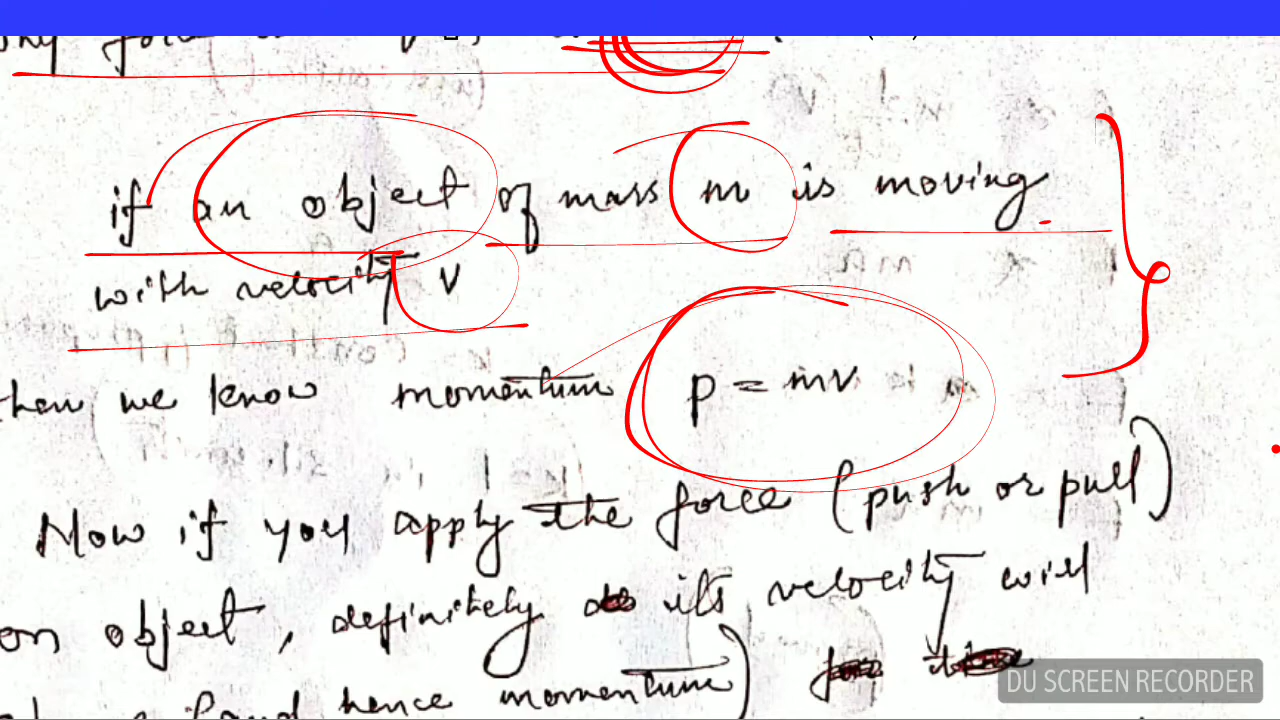 force
if an object of mass m is moving
with velocity v
then we know momentum p = mv
Now if you apply the force (push or pull)
on object, definitely its velocity will
hence momentum)
DU SCREEN RECORDER